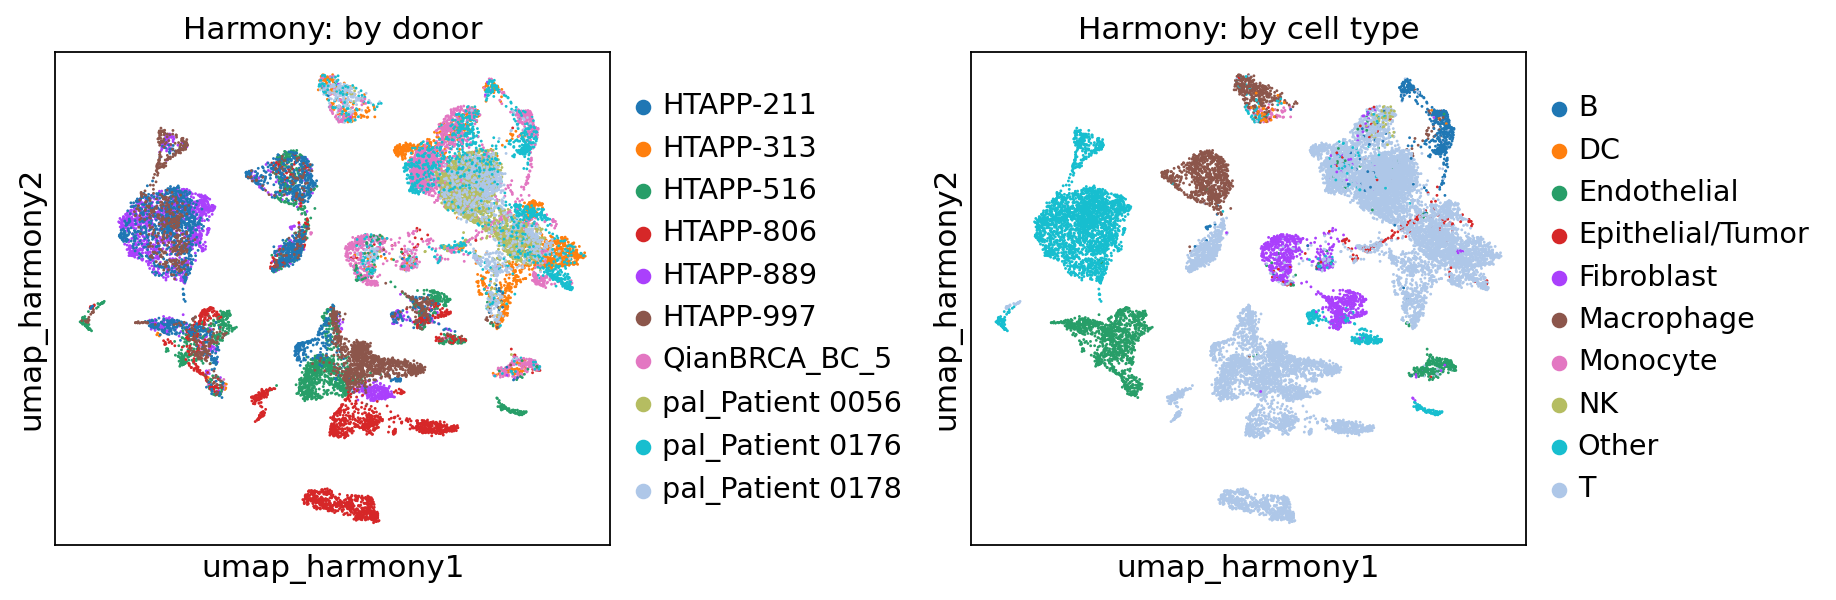 Harmony: by donor
umap_harmony2
umap_harmony1
HTAPP-211
HTAPP-313
HTAPP-516
HTAPP-806
HTAPP-889
HTAPP-997
QianBRCA_BC_5
pal_Patient 0056
pal_Patient 0176
pal_Patient 0178
Harmony: by cell type
umap_harmony2
umap_harmony1
B
DC
Endothelial
Epithelial/Tumor
Fibroblast
Macrophage
Monocyte
NK
Other
T